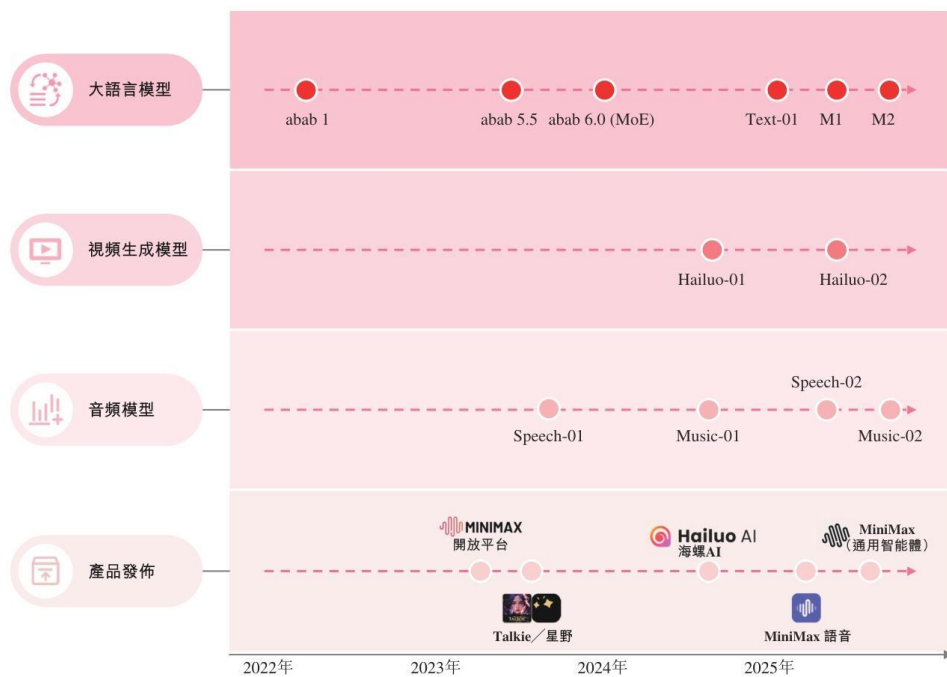 大語言模型
abab 1
abab 5.5
abab 6.0 (MoE)
Text-01
M1
M2
視頻生成模型
Hailuo-01
Hailuo-02
音頻模型
Speech-01
Music-01
Speech-02
Music-02
產品發佈
MINIMAX
開放平台
Talkie
Talkie／星野
Hailuo AI
海螺AI
MiniMax 語音
MiniMax
（通用智能體）
2022年
2023年
2024年
2025年